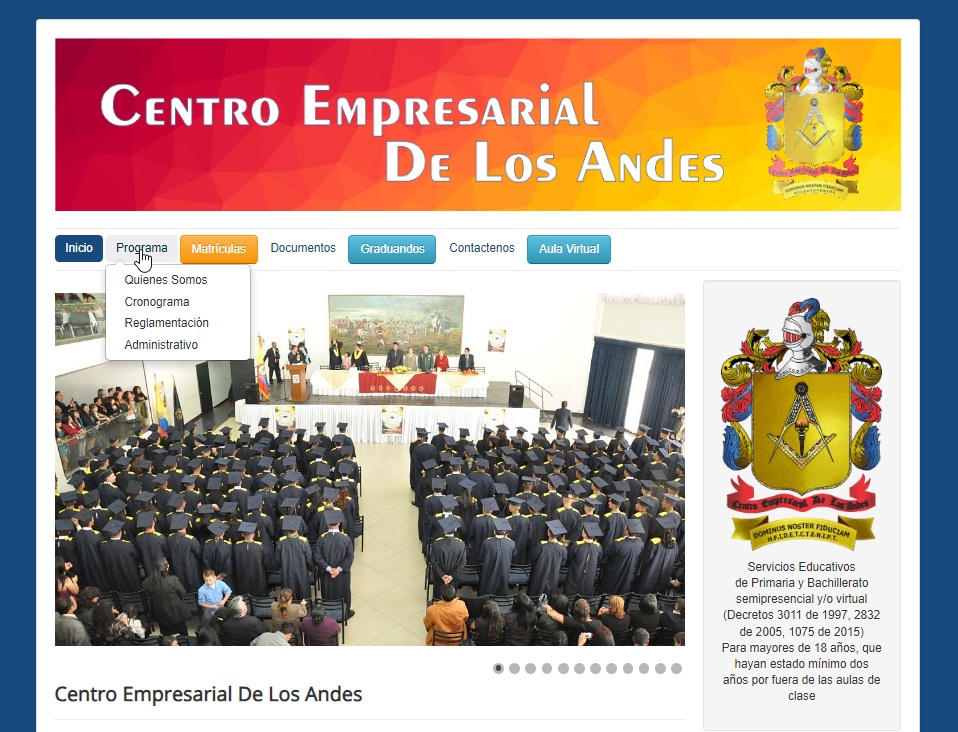 Centro Empresarial
De Los Andes
DOMINUS NOSTER FIDUCIAM
Inicio Programa Matrículas Documentos Graduandos Contactenos Aula Virtual
Quienes Somos
Cronograma
Reglamentación
Administrativo
Centro Empresarial De Los Andes
DOMINUS NOSTER FIDUCIAM
H.F.I.D.E.T.C.T.E.N.I.P.T.
Servicios Educativos
de Primaria y Bachillerato
semipresencial y/o virtual
(Decretos 3011 de 1997, 2832
de 2005, 1075 de 2015)
Para mayores de 18 años, que
hayan estado mínimo dos
años por fuera de las aulas de
clase
Centro Empresarial De Los Andes